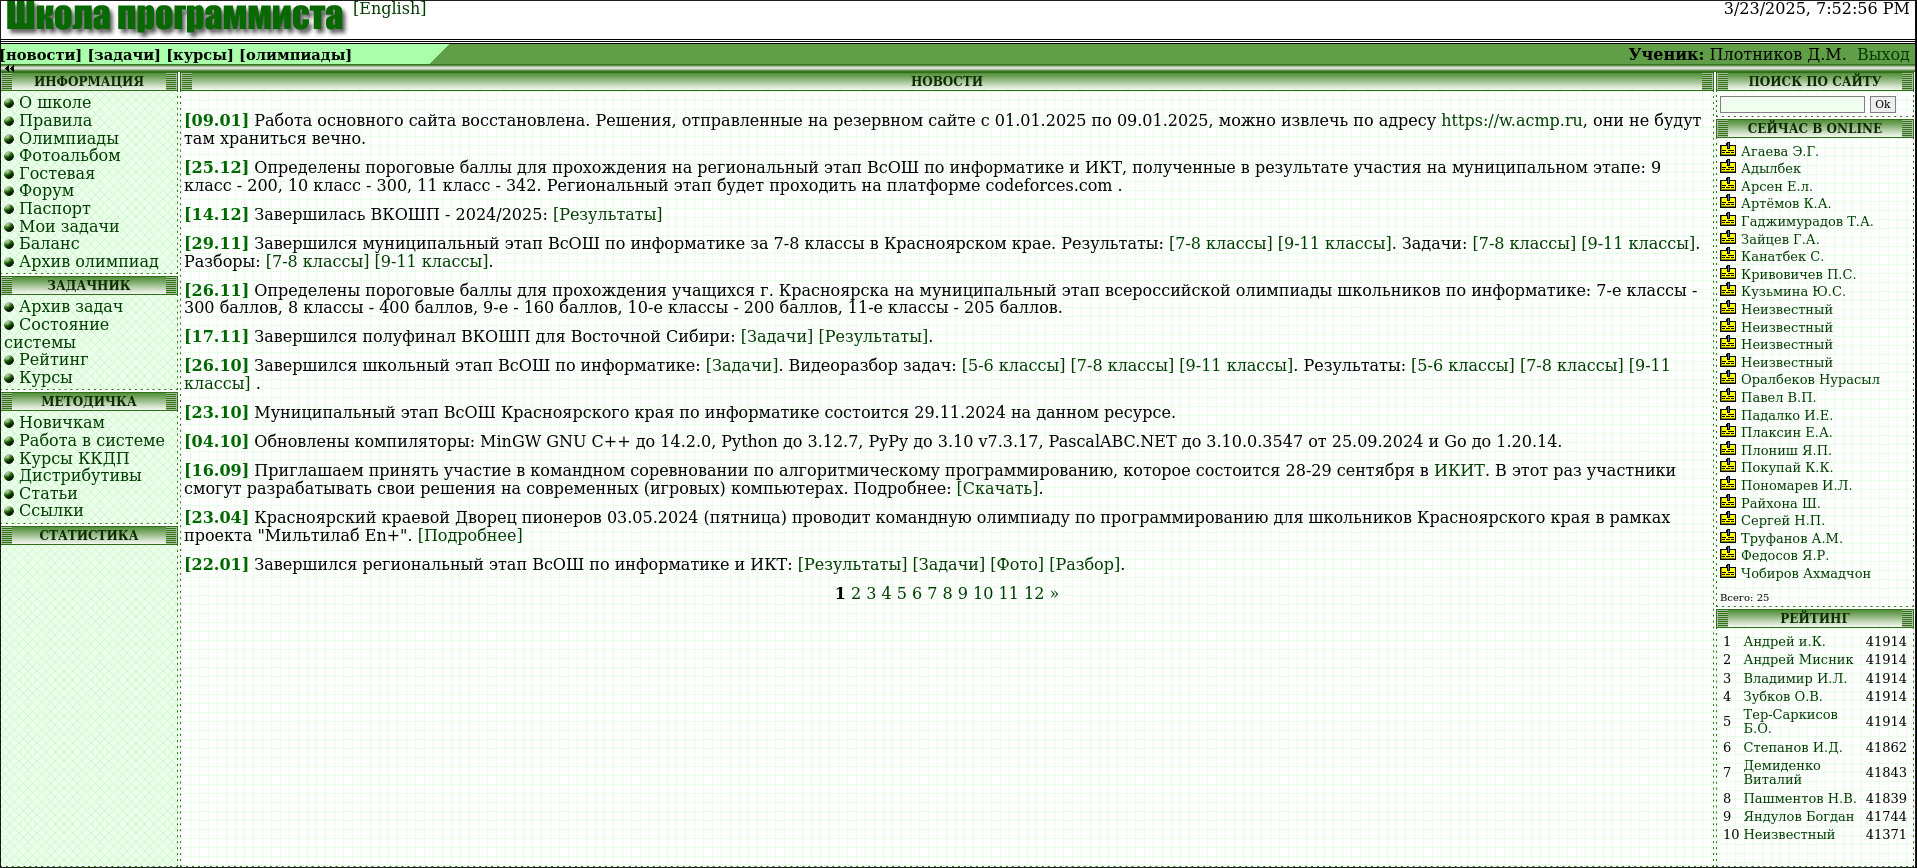 Школа программиста [English] 3/23/2025, 7:52:56 PM
[новости] [задачи] [курсы] [олимпиады] Ученик: Плотников Д.М. Выход
ИНФОРМАЦИЯ
О школе
Правила
Олимпиады
Фотоальбом
Гостевая
Форум
Паспорт
Мои задачи
Баланс
Архив олимпиад
ЗАДАЧНИК
Архив задач
Состояние
системы
Рейтинг
Курсы
МЕТОДИЧКА
Новичкам
Работа в системе
Курсы ККДП
Дистрибутивы
Статьи
Ссылки
СТАТИСТИКА
НОВОСТИ
[09.01] Работа основного сайта восстановлена. Решения, отправленные на резервном сайте с 01.01.2025 по 09.01.2025, можно извлечь по адресу https://w.acmp.ru, они не будут
там храниться вечно.
[25.12] Определены пороговые баллы для прохождения на региональный этап ВсОШ по информатике и ИКТ, полученные в результате участия на муниципальном этапе: 9
класс - 200, 10 класс - 300, 11 класс - 342. Региональный этап будет проходить на платформе codeforces.com .
[14.12] Завершилась ВКОШП - 2024/2025: [Результаты]
[29.11] Завершился муниципальный этап ВсОШ по информатике за 7-8 классы в Красноярском крае. Результаты: [7-8 классы] [9-11 классы]. Задачи: [7-8 классы] [9-11 классы].
Разборы: [7-8 классы] [9-11 классы].
[26.11] Определены пороговые баллы для прохождения учащихся г. Красноярска на муниципальный этап всероссийской олимпиады школьников по информатике: 7-е классы -
300 баллов, 8 классы - 400 баллов, 9-е - 160 баллов, 10-е классы - 200 баллов, 11-е классы - 205 баллов.
[17.11] Завершился полуфинал ВКОШП для Восточной Сибири: [Задачи] [Результаты].
[26.10] Завершился школьный этап ВсОШ по информатике: [Задачи]. Видеоразбор задач: [5-6 классы] [7-8 классы] [9-11 классы]. Результаты: [5-6 классы] [7-8 классы] [9-11
классы] .
[23.10] Муниципальный этап ВсОШ Красноярского края по информатике состоится 29.11.2024 на данном ресурсе.
[04.10] Обновлены компиляторы: MinGW GNU C++ до 14.2.0, Python до 3.12.7, PyPy до 3.10 v7.3.17, PascalABC.NET до 3.10.0.3547 от 25.09.2024 и Go до 1.20.14.
[16.09] Приглашаем принять участие в командном соревновании по алгоритмическому программированию, которое состоится 28-29 сентября в ИКИТ. В этот раз участники
смогут разрабатывать свои решения на современных (игровых) компьютерах. Подробнее: [Скачать].
[23.04] Красноярский краевой Дворец пионеров 03.05.2024 (пятница) проводит командную олимпиаду по программированию для школьников Красноярского края в рамках
проекта "Мильтилаб En+". [Подробнее]
[22.01] Завершился региональный этап ВсОШ по информатике и ИКТ: [Результаты] [Задачи] [Фото] [Разбор].
1 2 3 4 5 6 7 8 9 10 11 12 »
ПОИСК ПО САЙТУ
Ok
СЕЙЧАС В ONLINE
Агаева Э.Г.
Адылбек
Арсен Е.л.
Артёмов К.А.
Гаджимурадов Т.А.
Зайцев Г.А.
Канатбек С.
Кривовичев П.С.
Кузьмина Ю.С.
Неизвестный
Неизвестный
Неизвестный
Неизвестный
Оралбеков Нурасыл
Павел В.П.
Падалко И.Е.
Плаксин Е.А.
Плониш Я.П.
Покупай К.К.
Пономарев И.Л.
Райхона Ш.
Сергей Н.П.
Труфанов А.М.
Федосов Я.Р.
Чобиров Ахмадчон
Всего: 25
РЕЙТИНГ
1 Андрей и.К. 41914
2 Андрей Мисник 41914
3 Владимир И.Л. 41914
4 Зубков О.В. 41914
5 Тер-Саркисов Б.О. 41914
6 Степанов И.Д. 41862
7 Демиденко Виталий 41843
8 Пашментов Н.В. 41839
9 Яндулов Богдан 41744
10 Неизвестный 41371